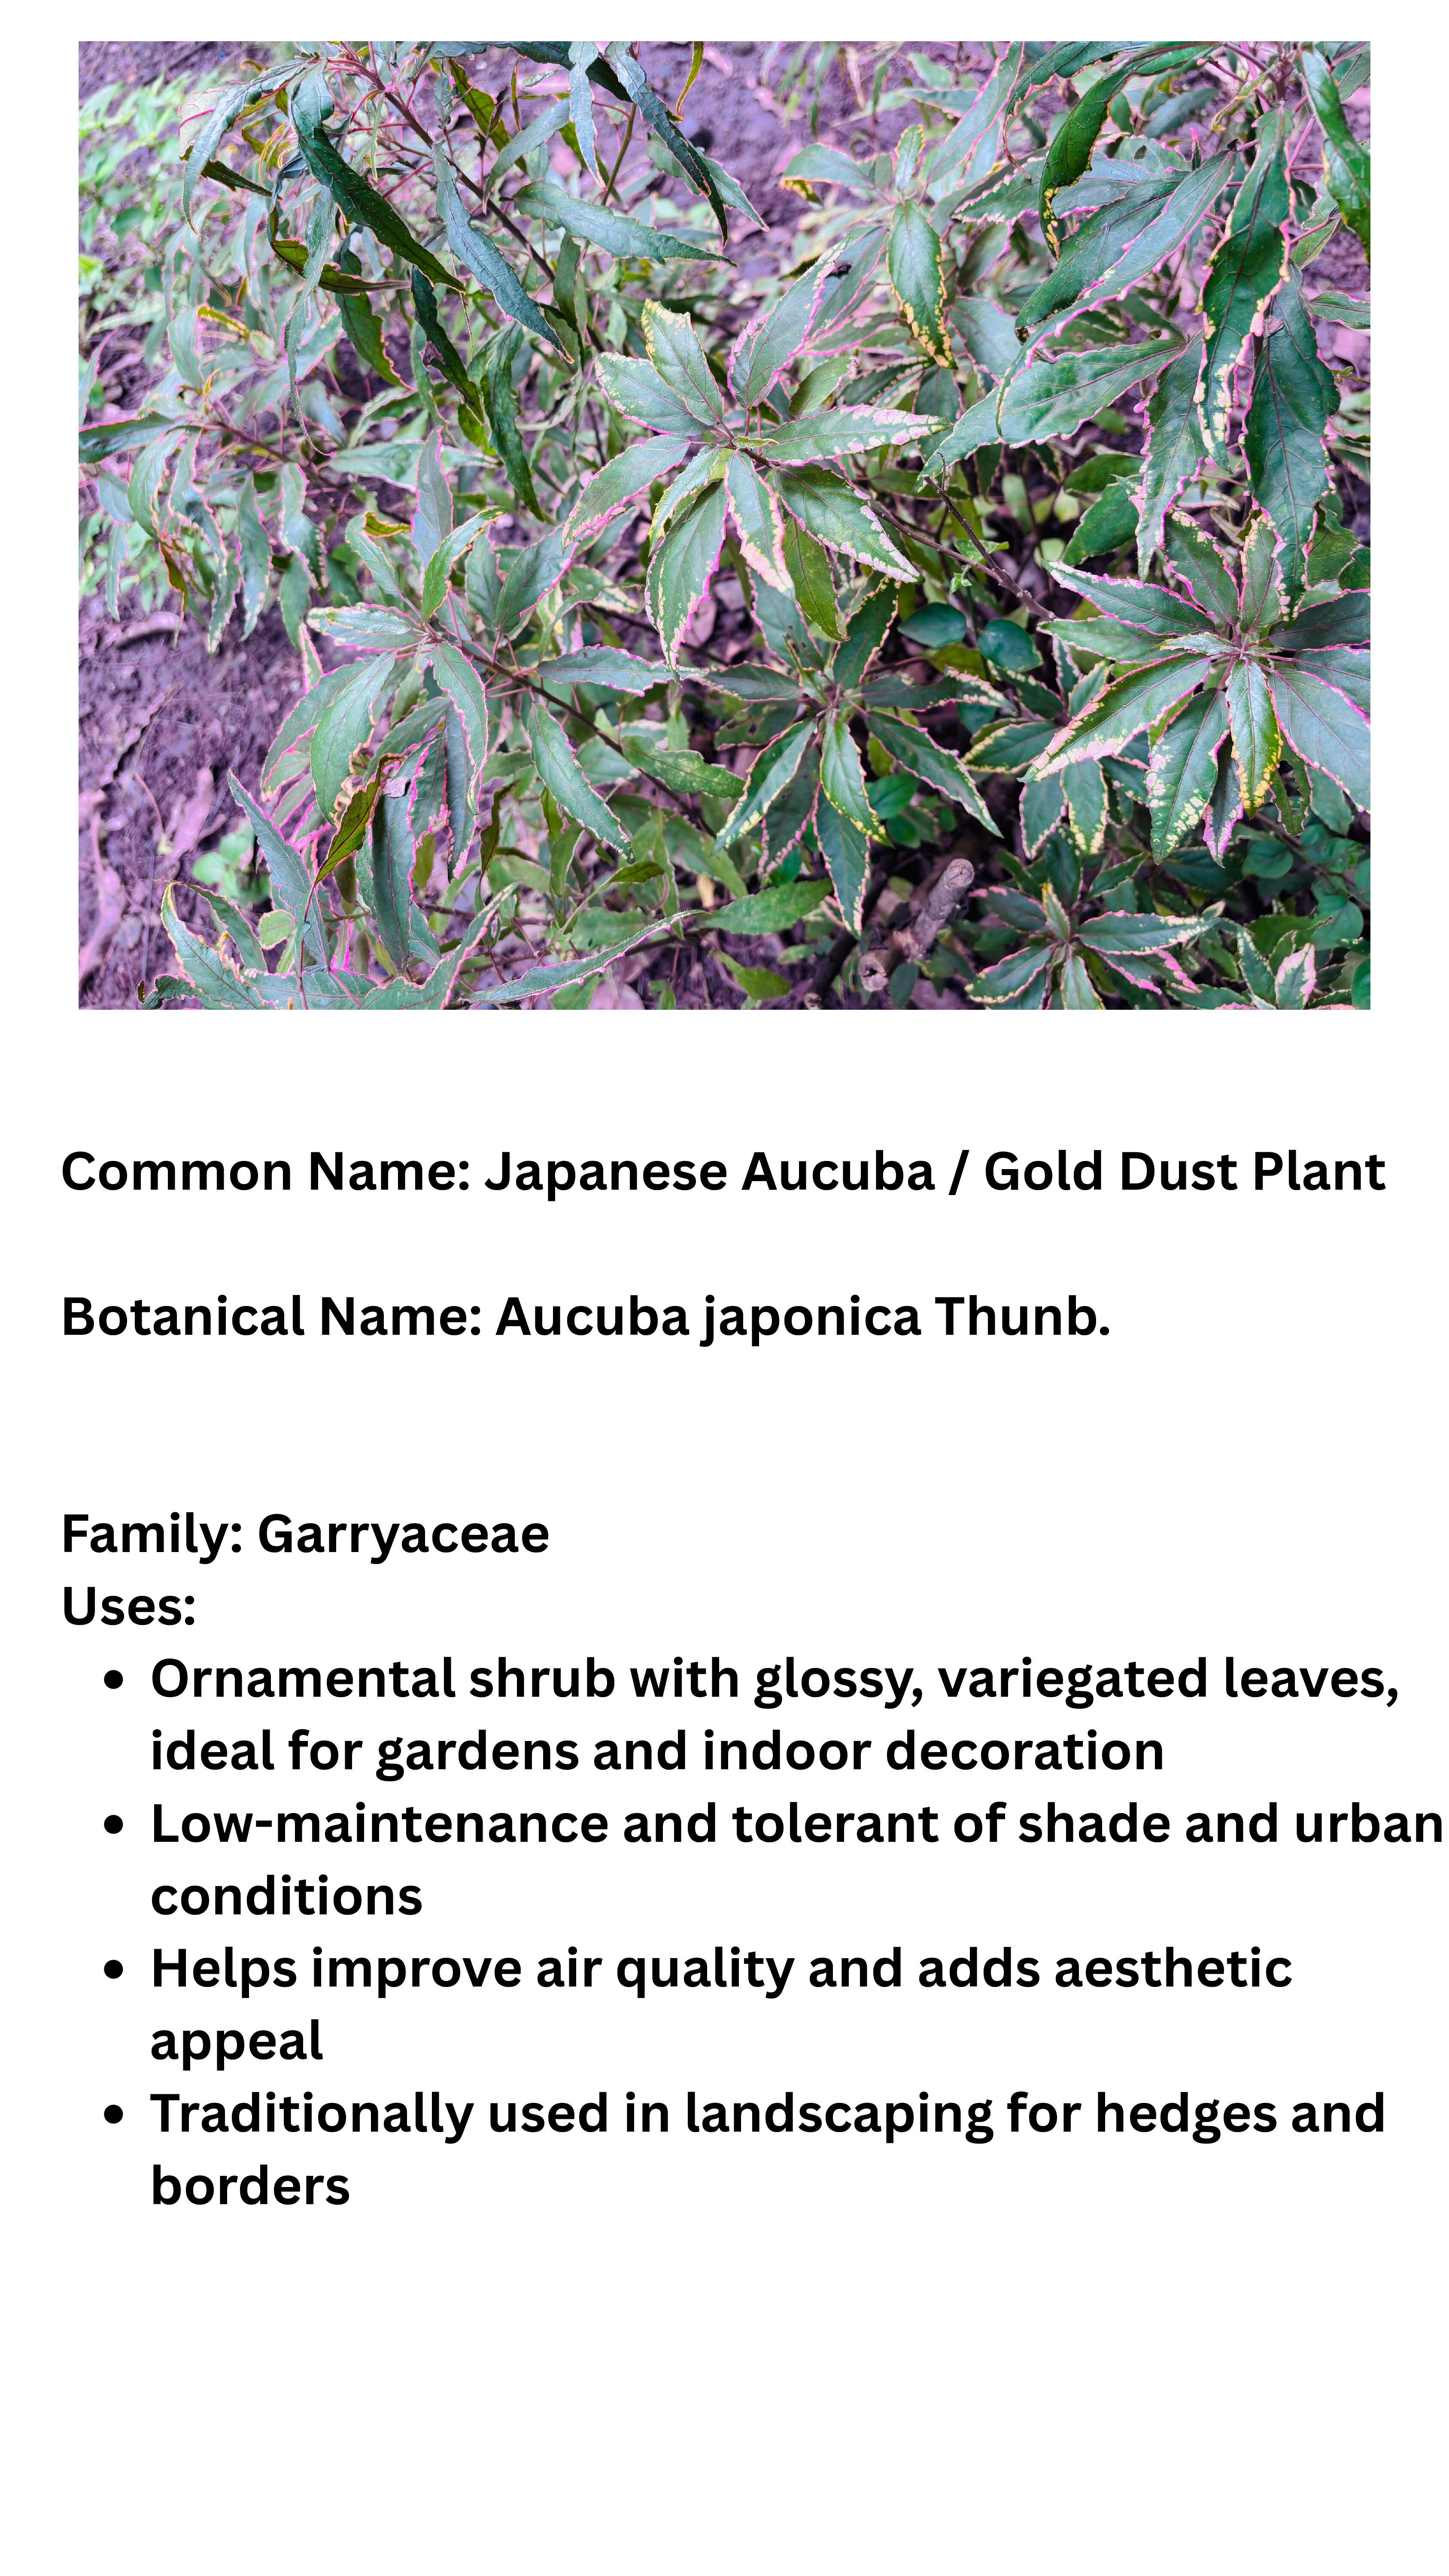 Common Name: Japanese Aucuba / Gold Dust Plant
Botanical Name: Aucuba japonica Thunb.
Family: Garryaceae
Uses:
• Ornamental shrub with glossy, variegated leaves,
ideal for gardens and indoor decoration
• Low-maintenance and tolerant of shade and urban
conditions
• Helps improve air quality and adds aesthetic
appeal
• Traditionally used in landscaping for hedges and
borders